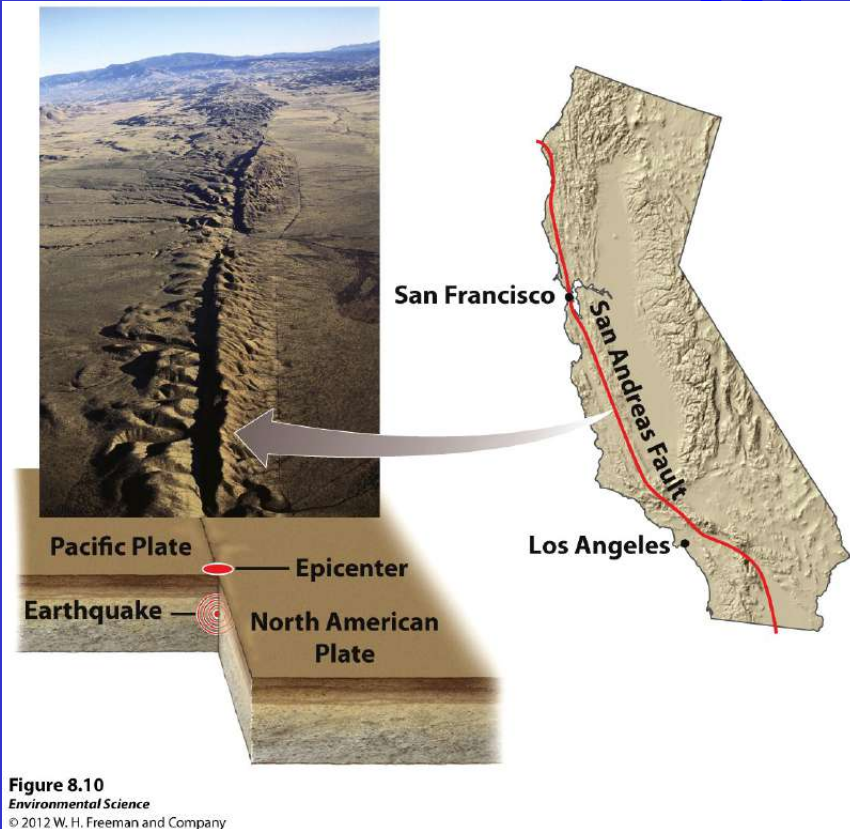 San Francisco
San Andreas Fault
Los Angeles
Pacific Plate
Epicenter
Earthquake
North American
Plate
Figure 8.10
Environmental Science
© 2012 W. H. Freeman and Company